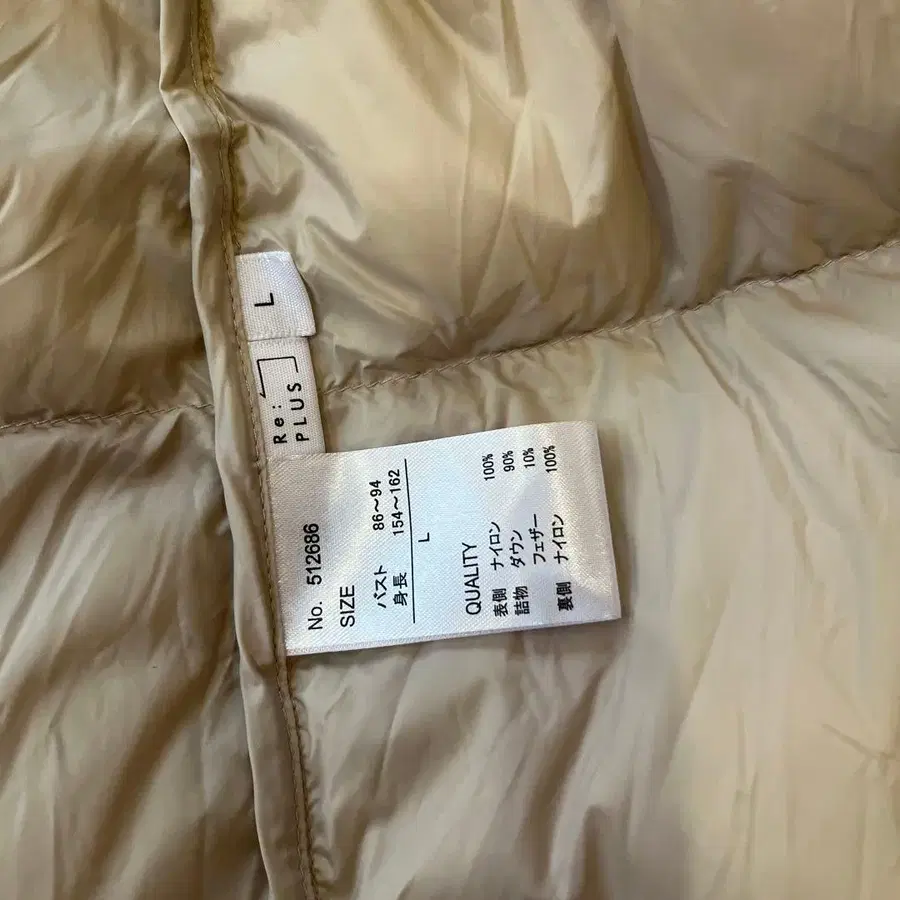 L
Re:
PLUS
No. 512686
SIZE
バスト 86～94
身長 154～162
L
QUALITY
表側 ナイロン 100%
詰物 ダウン 90%
フェザー 10%
裏側 ナイロン 100%